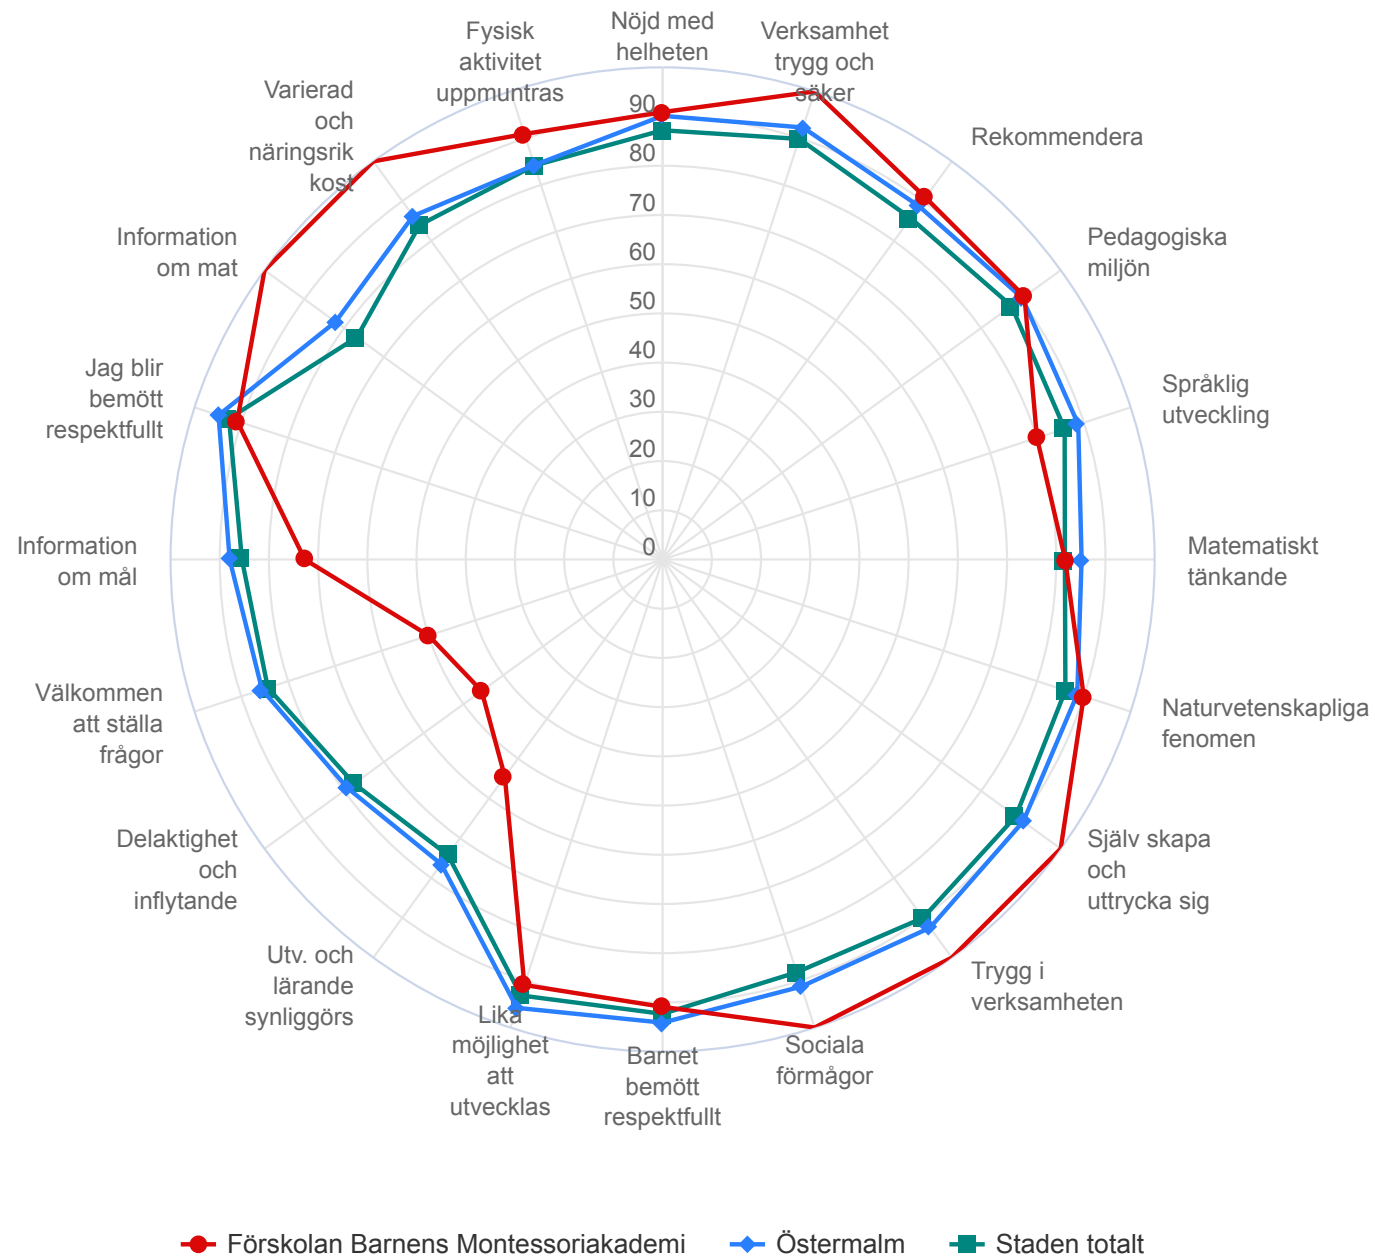 Nöjd med
helheten
Verksamhet
trygg och
säker
Rekommendera
Pedagogiska
miljön
Språklig
utveckling
Matematiskt
tänkande
Naturvetenskapliga
fenomen
Själv skapa
och
uttrycka sig
Trygg i
verksamheten
Sociala
förmågor
Barnet
bemött
respektfullt
Lika
möjlighet
att
utvecklas
Utv. och
lärande
synliggörs
Delaktighet
och
inflytande
Välkommen
att ställa
frågor
Information
om mål
Jag blir
bemött
respektfullt
Information
om mat
Varierad
och
näringsrik
kost
Fysisk
aktivitet
uppmuntras
90
80
70
60
50
40
30
20
10
0
Förskolan Barnens Montessoriakademi
Östermalm
Staden totalt